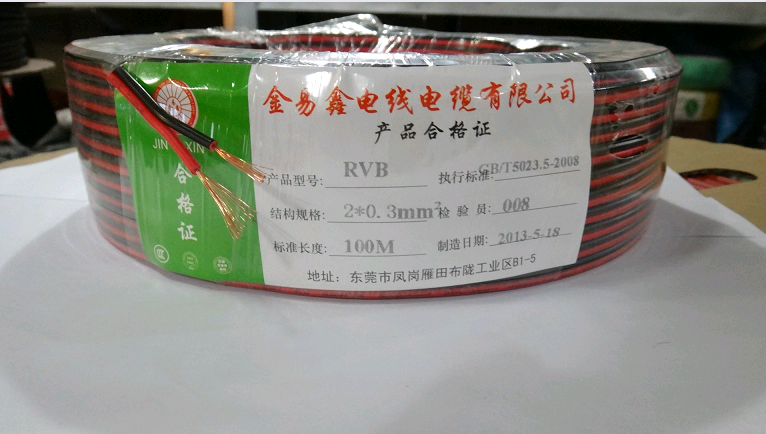 金易鑫电线电缆有限公司
产品合格证
JIN XIN
合格证
产品型号: RVB 执行标准: GB/T5023.5-2008
结构规格: 2*0.3mm² 检验员: 008
标准长度: 100M 制造日期: 2013-5-18
地址: 东莞市凤岗雁田布陇工业区B1-5